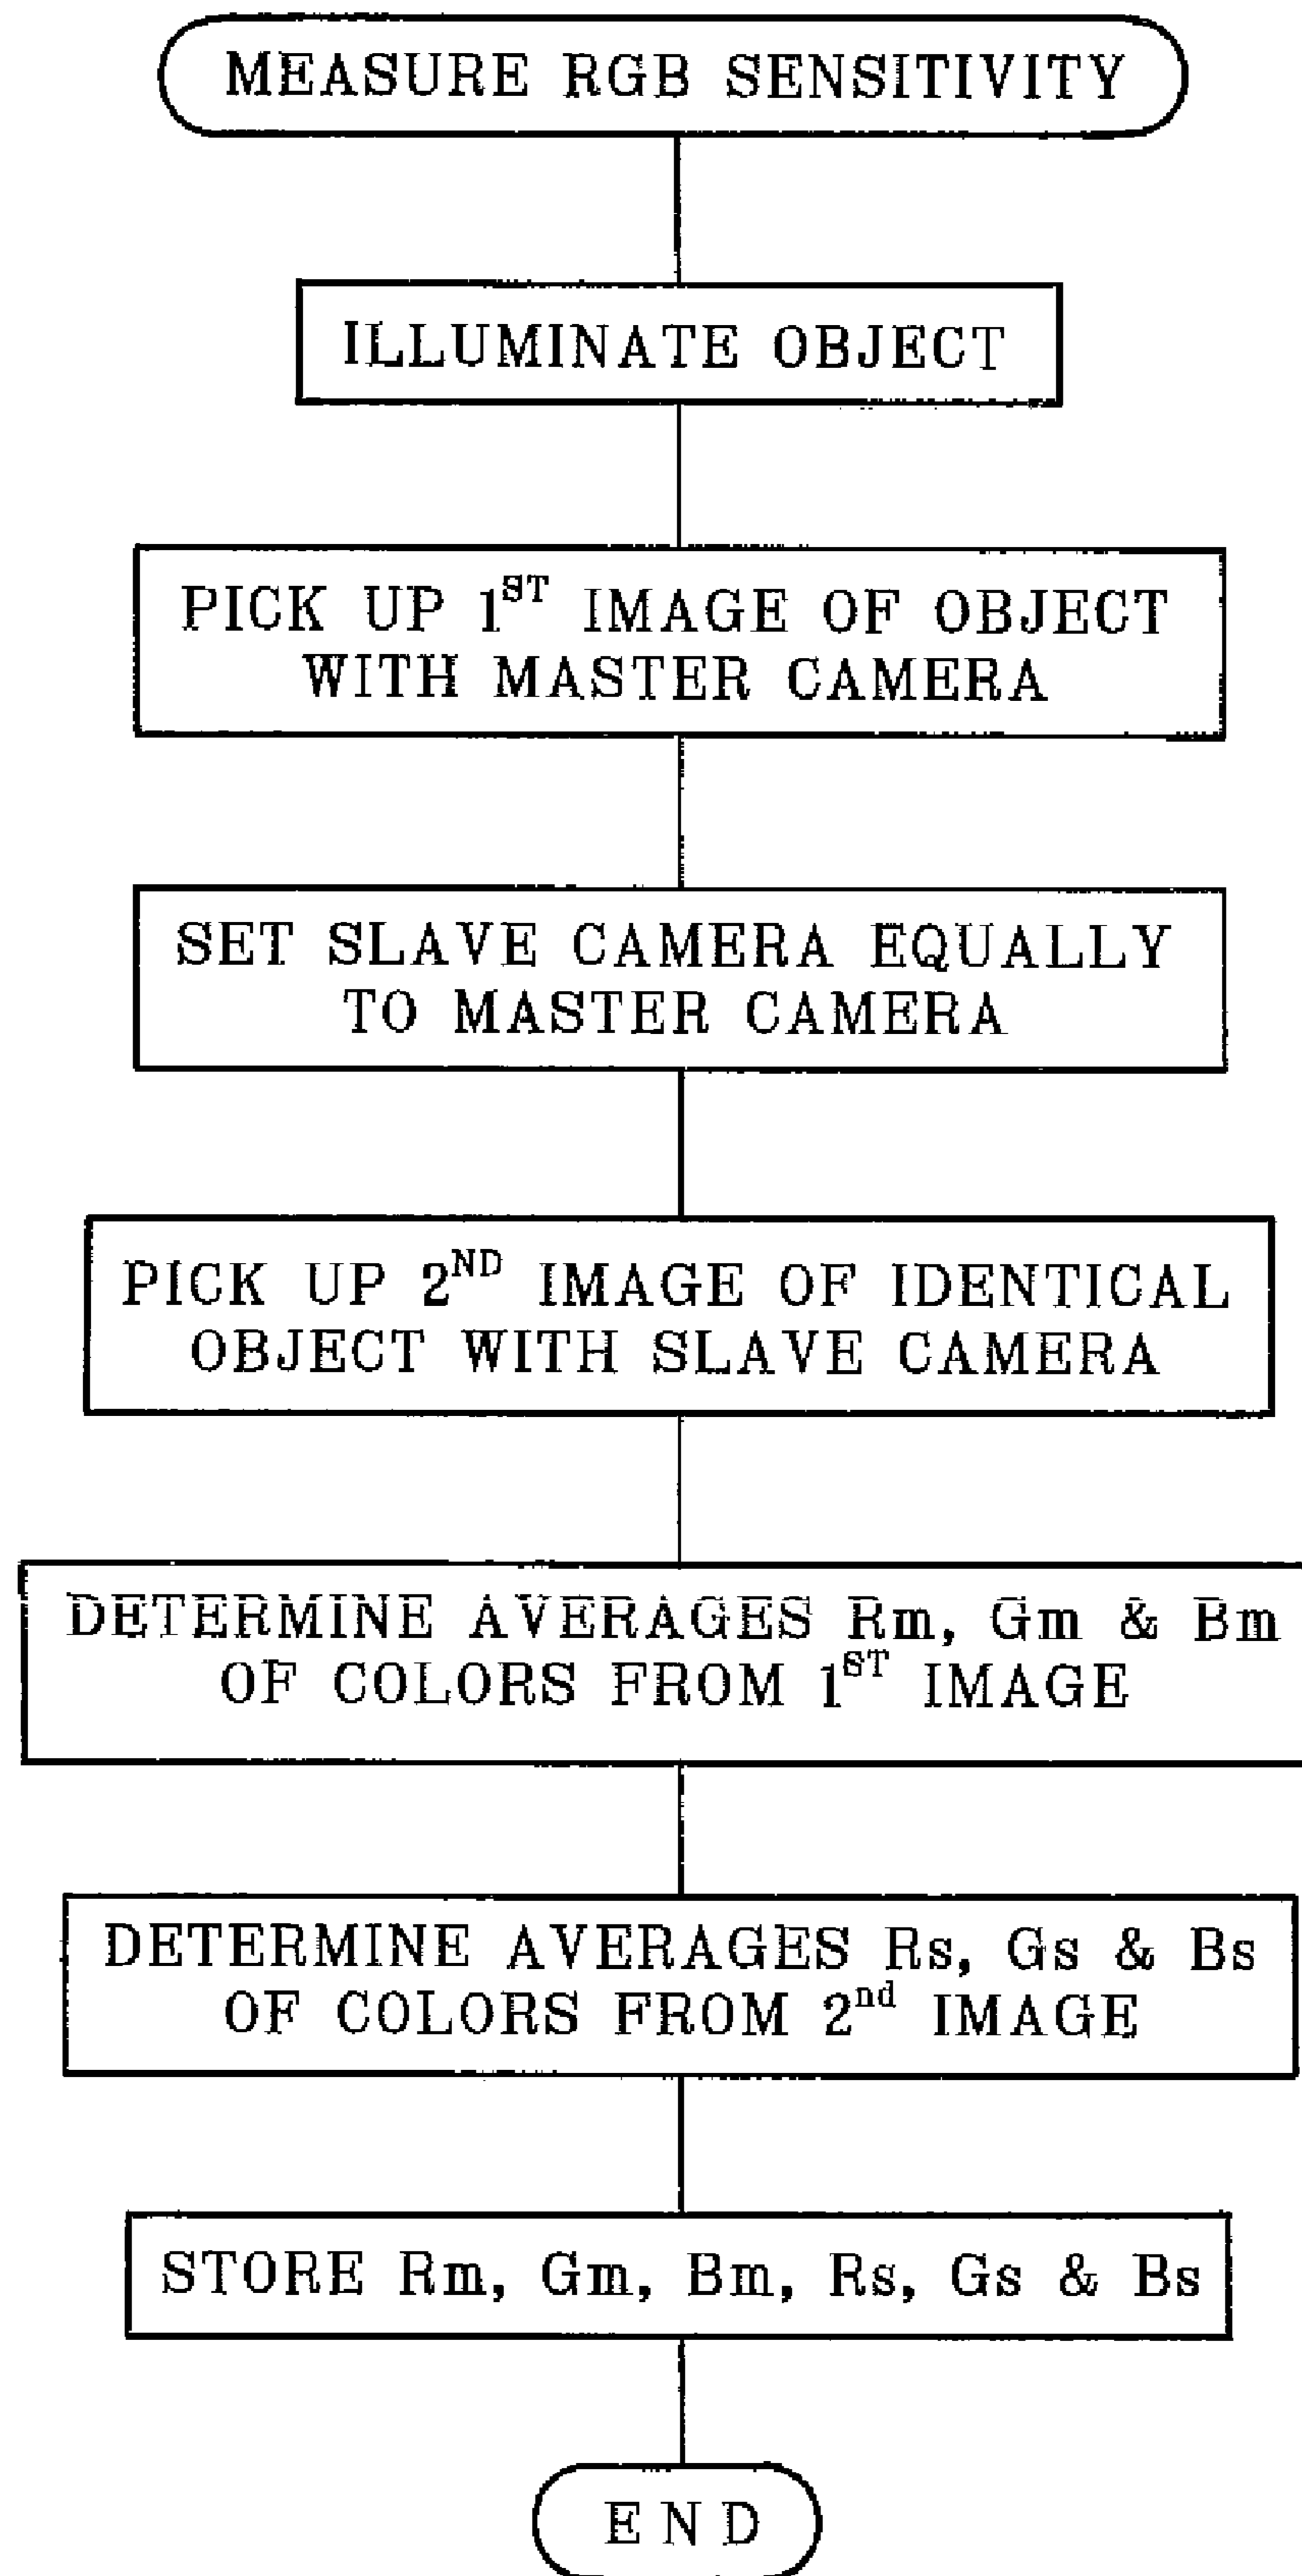 MEASURE RGB SENSITIVITY
ILLUMINATE OBJECT
PICK UP 1ST IMAGE OF OBJECT
WITH MASTER CAMERA
SET SLAVE CAMERA EQUALLY
TO MASTER CAMERA
PICK UP 2ND IMAGE OF IDENTICAL
OBJECT WITH SLAVE CAMERA
DETERMINE AVERAGES Rm, Gm & Bm
OF COLORS FROM 1ST IMAGE
DETERMINE AVERAGES Rs, Gs & Bs
OF COLORS FROM 2nd IMAGE
STORE Rm, Gm, Bm, Rs, Gs & Bs
END